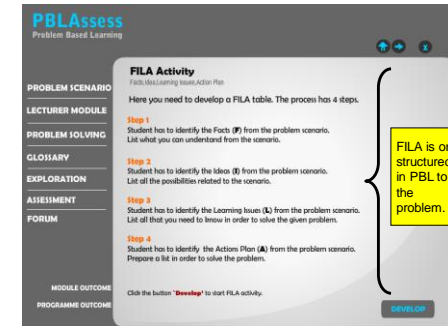 PBLAssess
Problem Based Learning
FILA Activity
Facts,Idea,Learning Issues,Action Plan
Here you need to develop a FILA table. The process has 4 steps.
Step 1
Student has to identify the Facts (F) from the problem scenario.
List what you can understand from the scenario.
Step 2
Student has to identify the Ideas (I) from the problem scenario.
List all the possibilities related to the scenario.
Step 3
Student has to identify the Learning Issues (L) from the problem scenario.
List all that you need to know in order to solve the given problem.
Step 4
Student has to identify the Actions Plan (A) from the problem scenario.
Prepare a list in order to solve the problem.
Click the button "Develop" to start FILA activity.
PROBLEM SCENARIO
LECTURER MODULE
PROBLEM SOLVING
GLOSSARY
EXPLORATION
ASSESSMENT
FORUM
MODULE OUTCOME
PROGRAMME OUTCOME
X
DEVELOP
FILA is
structured
in PBL to
the
problem.